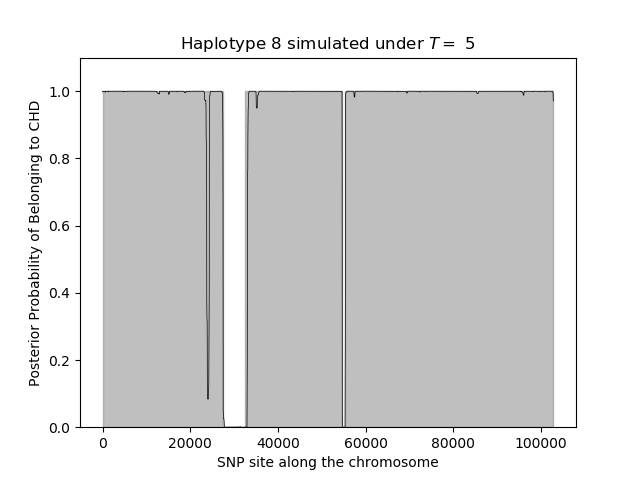 Haplotype 8 simulated under T = 5
Posterior Probability of Belonging to CHD
1.0
0.8
0.6
0.4
0.2
0.0
0 20000 40000 60000 80000 100000
SNP site along the chromosome